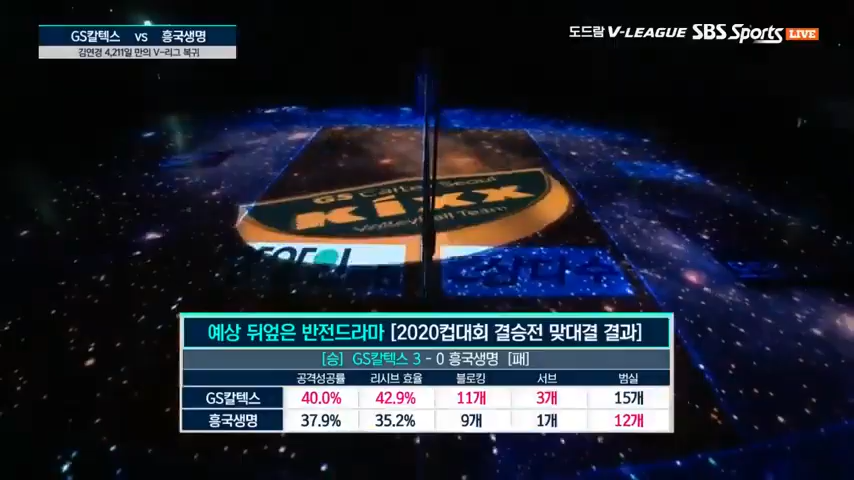 GS칼텍스 vs 흥국생명
김연경 4,211일 만의 V-리그 복귀
도드람 V-LEAGUE SBS Sports LIVE
GS Caltex Seoul
KIXX
Volleyball Team
예상 뒤엎은 반전드라마 [2020컵대회 결승전 맞대결 결과]
[승] GS칼텍스 3 - 0 흥국생명 [패]
공격성공률 리시브 효율 블로킹 서브 범실
GS칼텍스 40.0% 42.9% 11개 3개 15개
흥국생명 37.9% 35.2% 9개 1개 12개